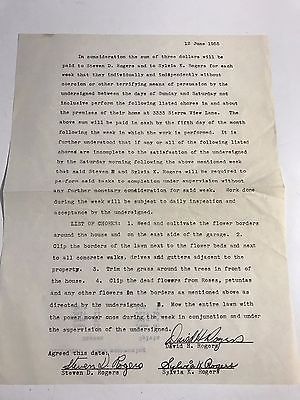 12 June 1965
In consideration the sum of three dollars will be
paid to Steven D. Rogers and to Sylvia K. Rogers for each
week that they individually and independently without
coercion or other terrifying means of persuasion by the
undersigned between the days of Sunday and Saturday not
inclusive perform the following listed chores in and about
the premises of their home at 3333 Sierra View Lane. The
above sum will be paid in cash by the fifth day of the month
following the week in which the work is performed. It is
further understood that if any or all of the following listed
chores are incomplete to the satisfaction of the undersigned
by the Saturday morning following the above mentioned week
that said Steven D and Sylvia K. Rogers will be required to
perform said tasks to completion under supervision without
any further monetary consideration for said week. Work done
during the week will be subject to daily inspection and
acceptance by the undersigned.
LIST OF CHORES: 1. Weed and cultivate the flower borders
around the house and on the east side of the garage. 2.
Clip the borders of the lawn next to the flower beds and next
to all concrete walks, drives and gutters adjacent to the
property. 3. Trim the grass around the trees in front of
the house. 4. Clip the dead flowers from Roses, petunias
and any other flowers in the borders as mentioned above as
directed by the undersigned. 5. Mow the entire lawn with
the power mower once during the week in conjunction and
under the supervision of the undersigned.
David H. Rogers
David H. Rogers
Agreed this date:
Steven D. Rogers Sylvia K Rogers
Steven D. Rogers Sylvia K. Rogers